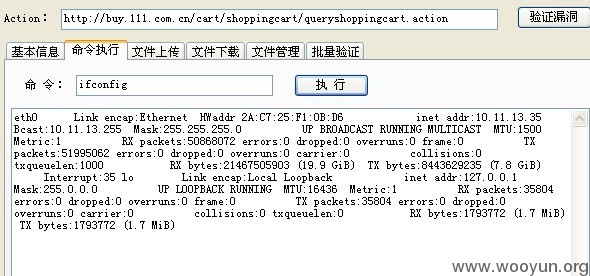 Action: http://buy.111.com.cn/cart/shoppingcart/queryshoppingcart.action 验证漏洞
基本信息 命令执行 文件上传 文件下载 文件管理 批量验证
命 令: ifconfig 执 行
eth0 Link encap:Ethernet HWaddr 2A:C7:25:F1:0B:D6 inet addr:10.11.13.35
Bcast:10.11.13.255 Mask:255.255.255.0 UP BROADCAST RUNNING MULTICAST MTU:1500
Metric:1 RX packets:50868072 errors:0 dropped:0 overruns:0 frame:0 TX
packets:51995062 errors:0 dropped:0 overruns:0 carrier:0 collisions:0
txqueuelen:1000 RX bytes:21467505903 (19.9 GiB) TX bytes:8443629235 (7.8 GiB)
Interrupt:35 lo Link encap:Local Loopback inet addr:127.0.0.1
Mask:255.0.0.0 UP LOOPBACK RUNNING MTU:16436 Metric:1 RX packets:35804
errors:0 dropped:0 overruns:0 frame:0 TX packets:35804 errors:0 dropped:0
overruns:0 carrier:0 collisions:0 txqueuelen:0 RX bytes:1793772 (1.7 MiB)
TX bytes:1793772 (1.7 MiB)
www.wooyun.org